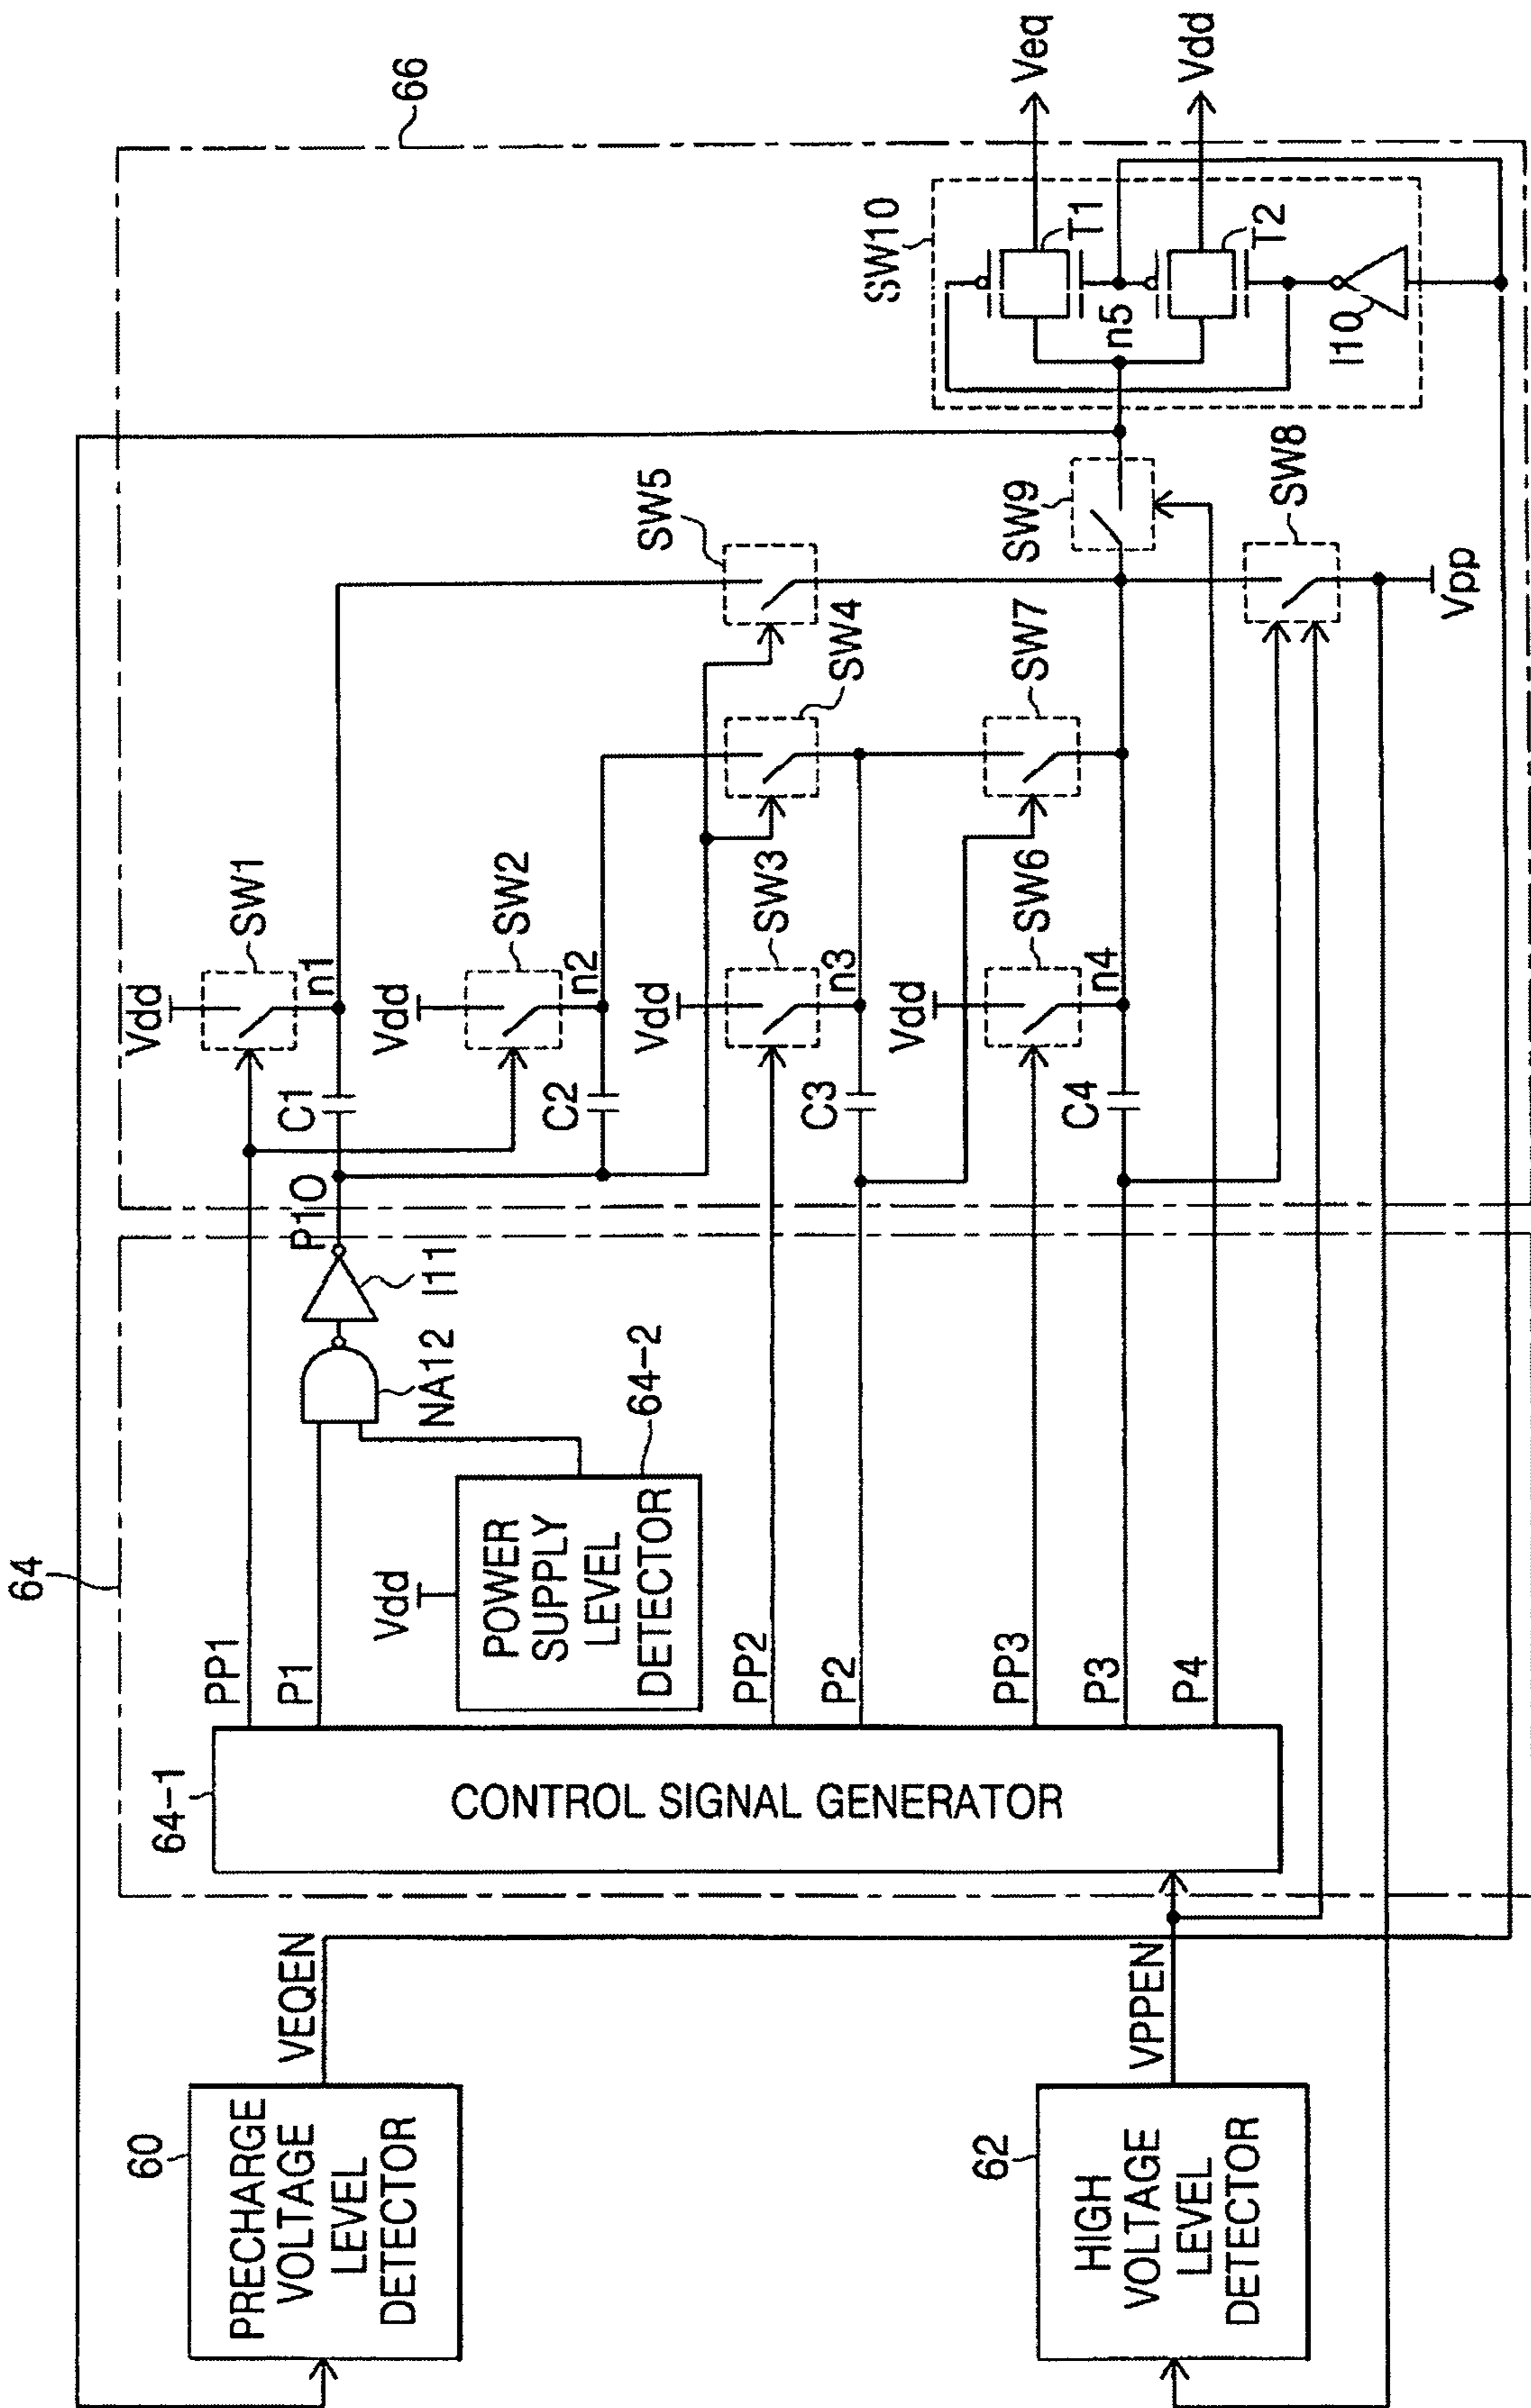 64
66
60
PRECHARGE
VOLTAGE
LEVEL
DETECTOR
VEQEN
62
HIGH
VOLTAGE
LEVEL
DETECTOR
VPPEN
64-1
CONTROL SIGNAL GENERATOR
PP1
P1
PP2
P2
PP3
P3
P4
Vdd
POWER
SUPPLY
LEVEL
DETECTOR
64-2
NA12
I11
P1O
Vdd
SW1
C1
n1
Vdd
SW2
C2
n2
Vdd
SW3
C3
n3
Vdd
SW6
C4
n4
SW5
SW4
SW7
SW9
SW8
Vpp
SW10
n5
T1
T2
I10
Veq
Vdd